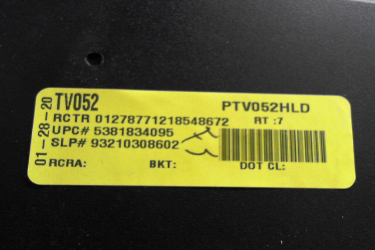 01-28-20
TV052 PTV052HLD
RCTR 01278771218548672 RT :7
UPC# 5381834095
SLP# 93210308602
RCRA: BKT: DOT CL: